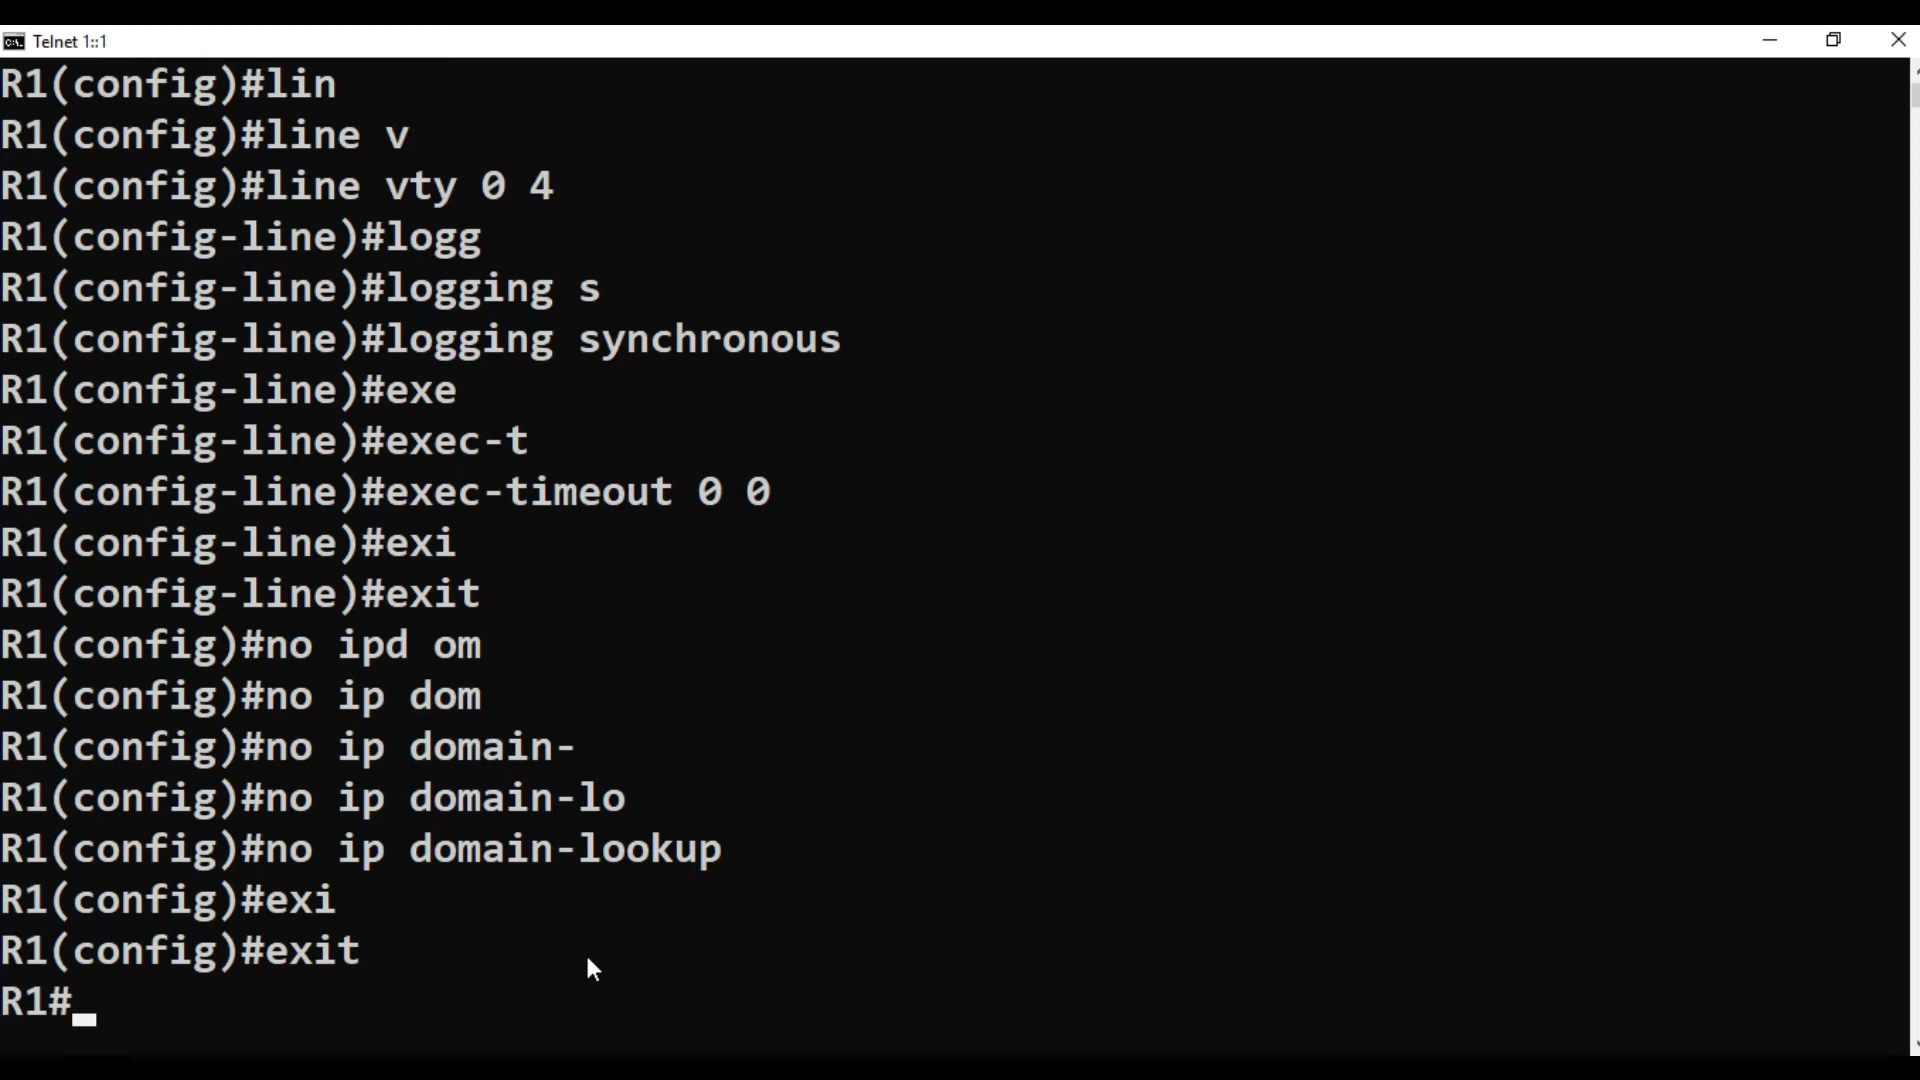 Telnet 1::1
R1(config)#lin
R1(config)#line v
R1(config)#line vty 0 4
R1(config-line)#logg
R1(config-line)#logging s
R1(config-line)#logging synchronous
R1(config-line)#exe
R1(config-line)#exec-t
R1(config-line)#exec-timeout 0 0
R1(config-line)#exi
R1(config-line)#exit
R1(config)#no ipd om
R1(config)#no ip dom
R1(config)#no ip domain-
R1(config)#no ip domain-lo
R1(config)#no ip domain-lookup
R1(config)#exi
R1(config)#exit
R1#